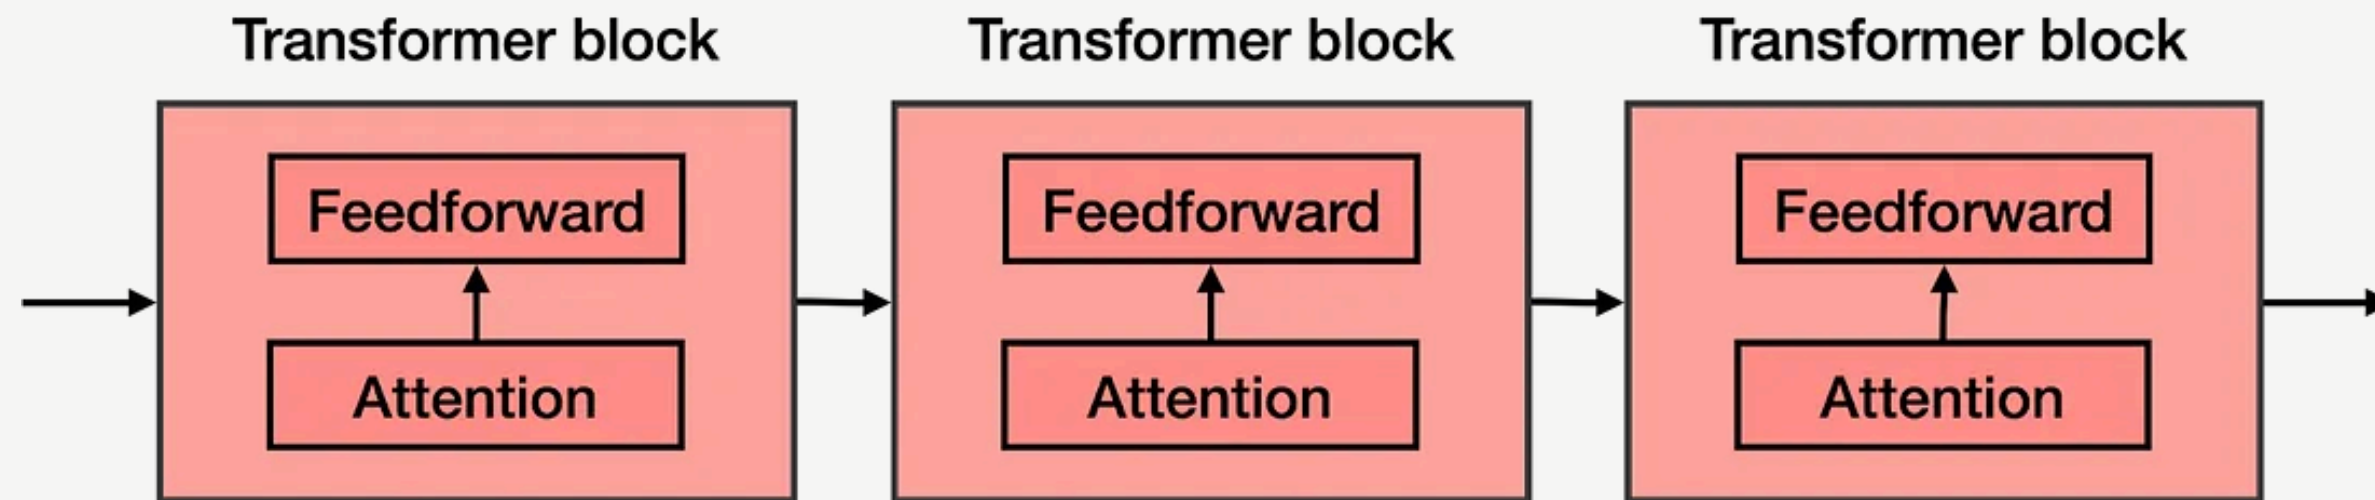 Transformer block
Transformer block
Transformer block
Feedforward
Feedforward
Feedforward
Attention
Attention
Attention